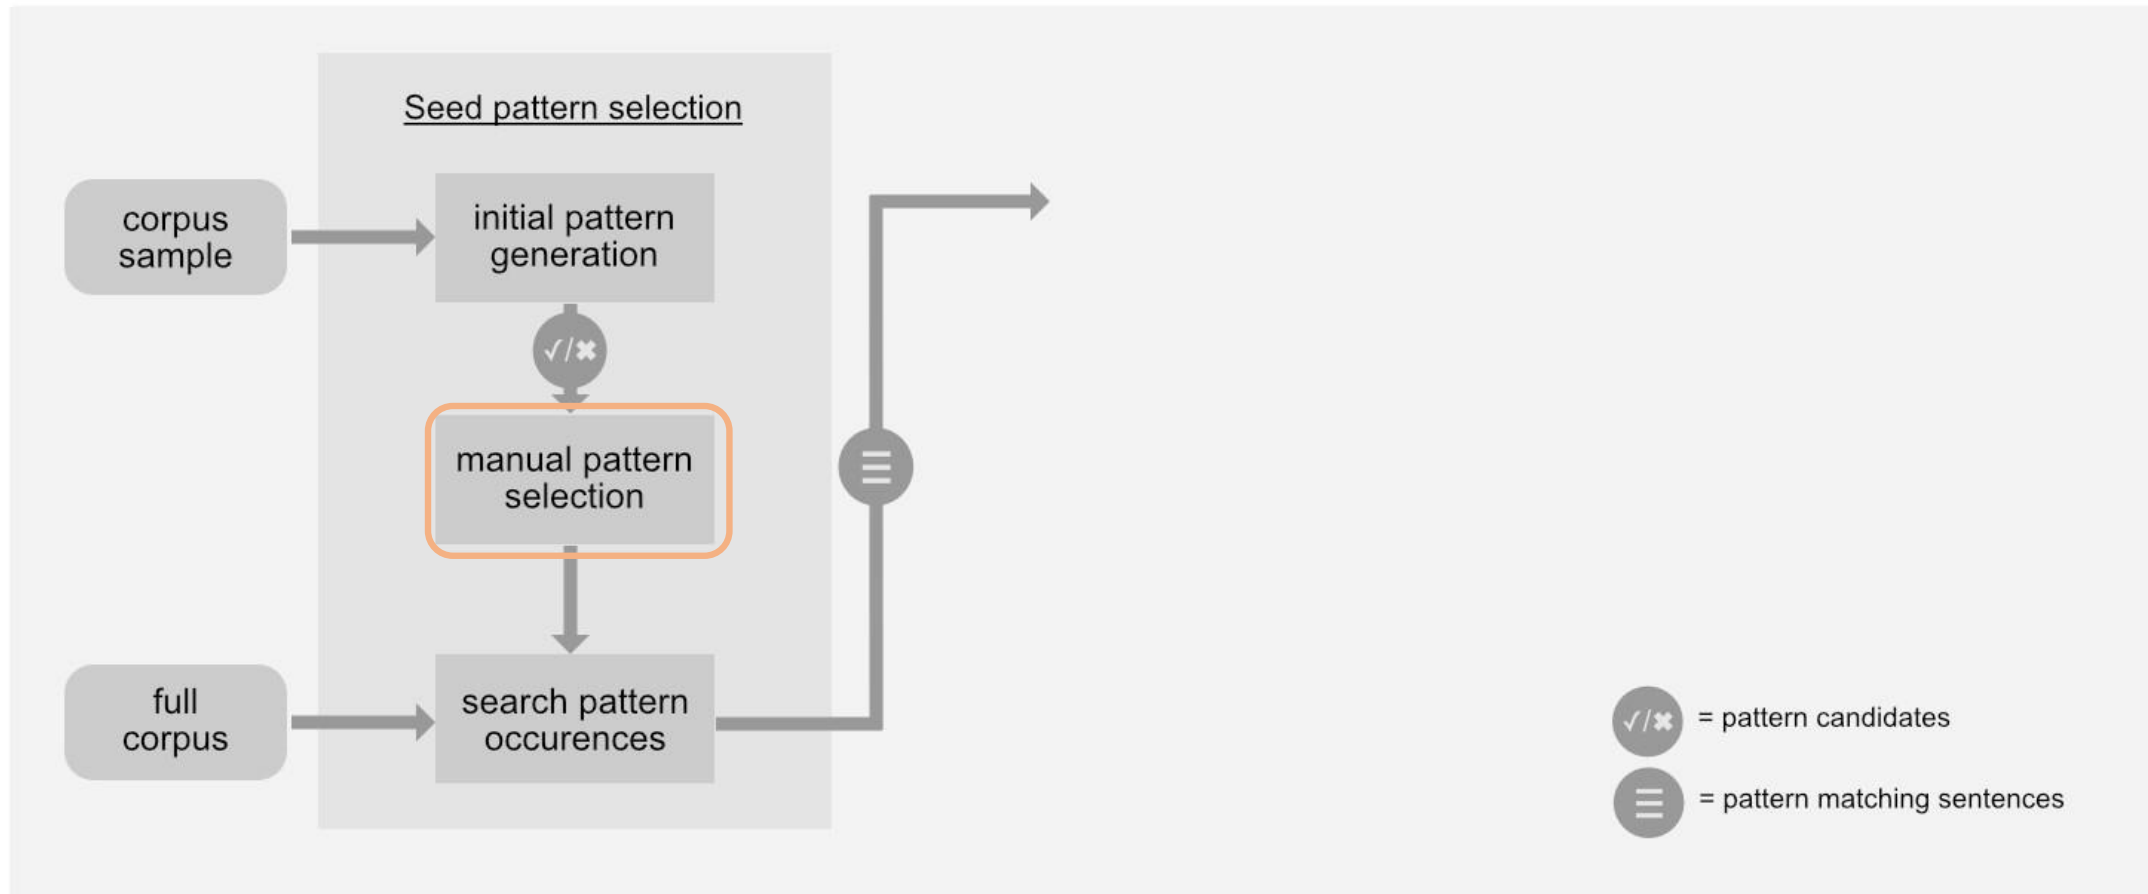 Seed pattern selection
corpus
sample
initial pattern
generation
√/✖
manual pattern
selection
full
corpus
search pattern
occurences
√/✖ = pattern candidates
☰ = pattern matching sentences